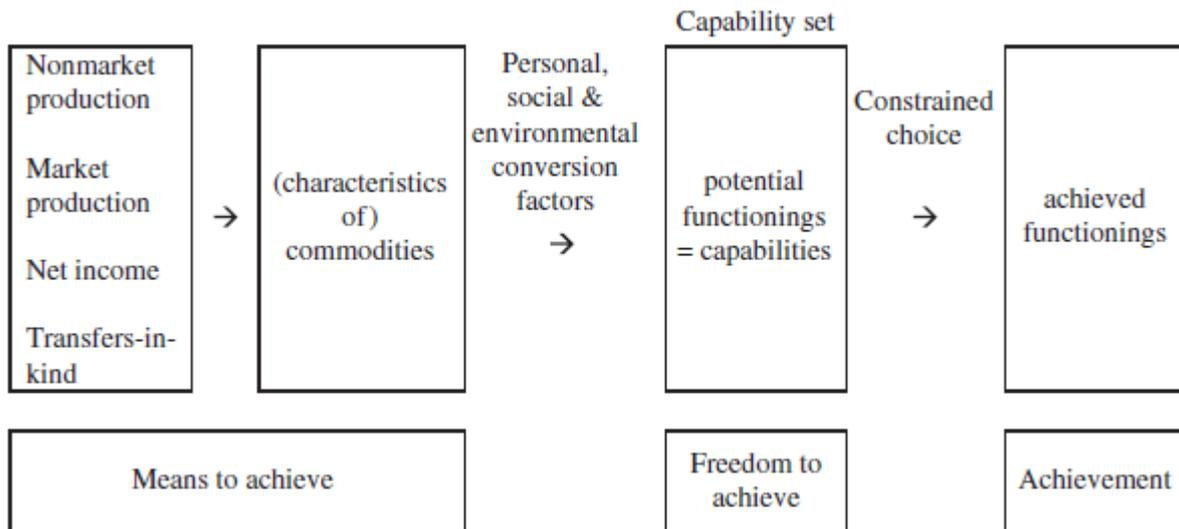 Capability set
Nonmarket
production
Market
production
Net income
Transfers-in-
kind
→
(characteristics
of)
commodities
Personal,
social &
environmental
conversion
factors
→
potential
functionings
= capabilities
Constrained
choice
→
achieved
functionings
Means to achieve
Freedom to
achieve
Achievement